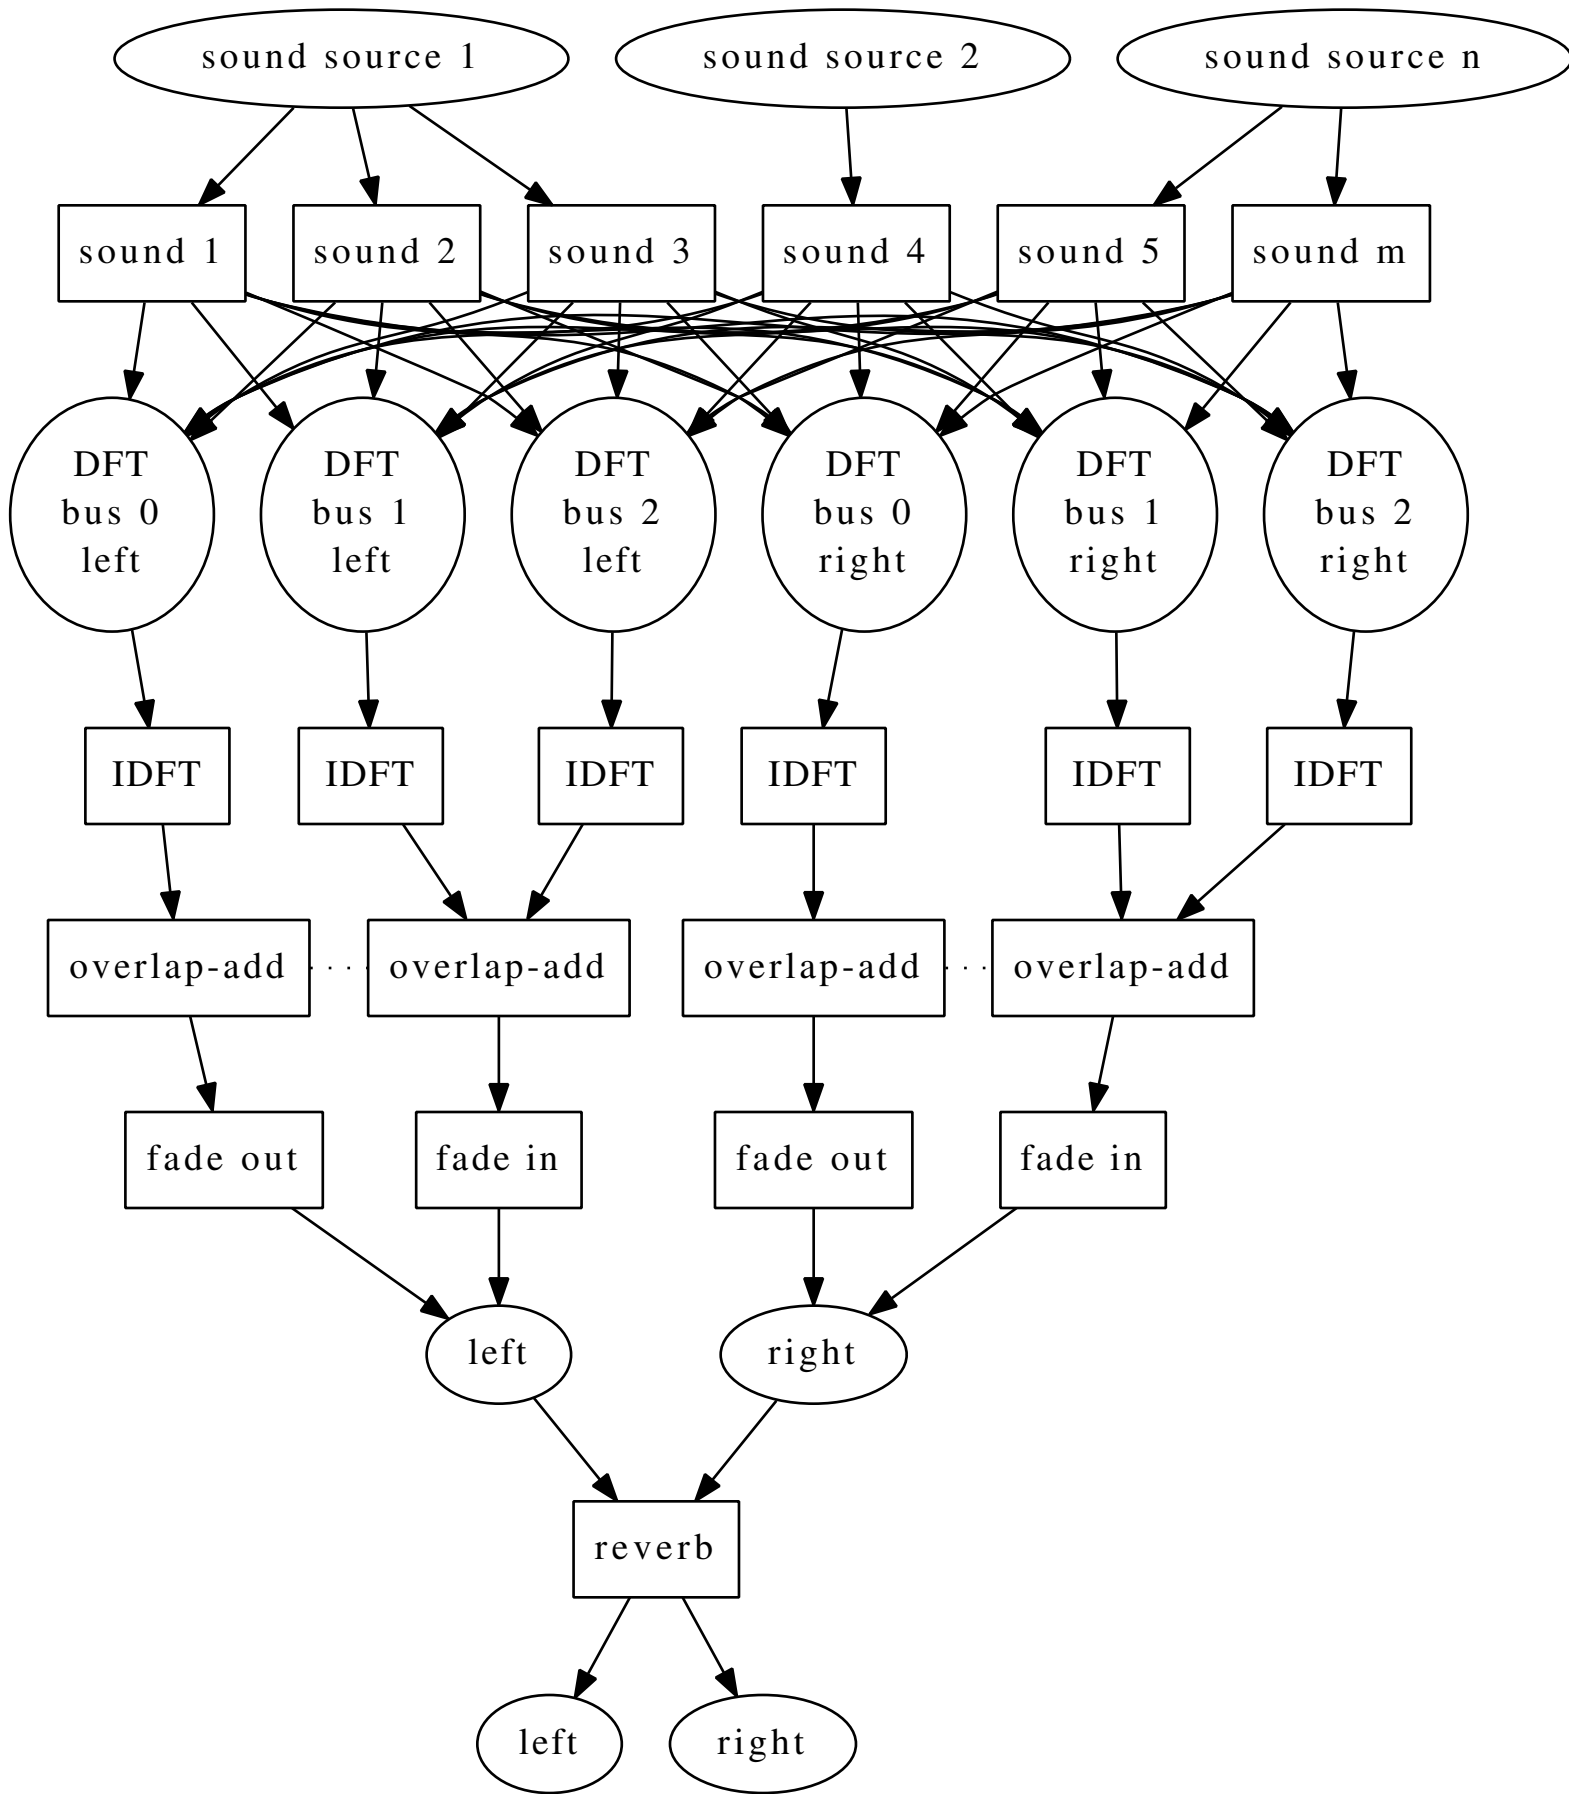 sound source 1
sound source 2
sound source n
sound 1
sound 2
sound 3
sound 4
sound 5
sound m
DFT
bus 0
left
DFT
bus 1
left
DFT
bus 2
left
DFT
bus 0
right
DFT
bus 1
right
DFT
bus 2
right
IDFT
IDFT
IDFT
IDFT
IDFT
IDFT
overlap-add
overlap-add
overlap-add
overlap-add
fade out
fade in
fade out
fade in
left
right
reverb
left
right